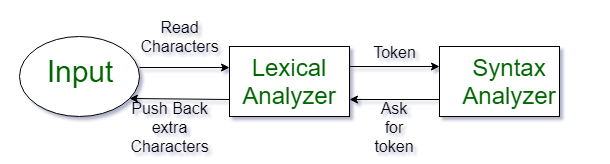 Read
Characters
Input
Lexical
Analyzer
Token
Syntax
Analyzer
Push Back
extra
Characters
Ask
for
token